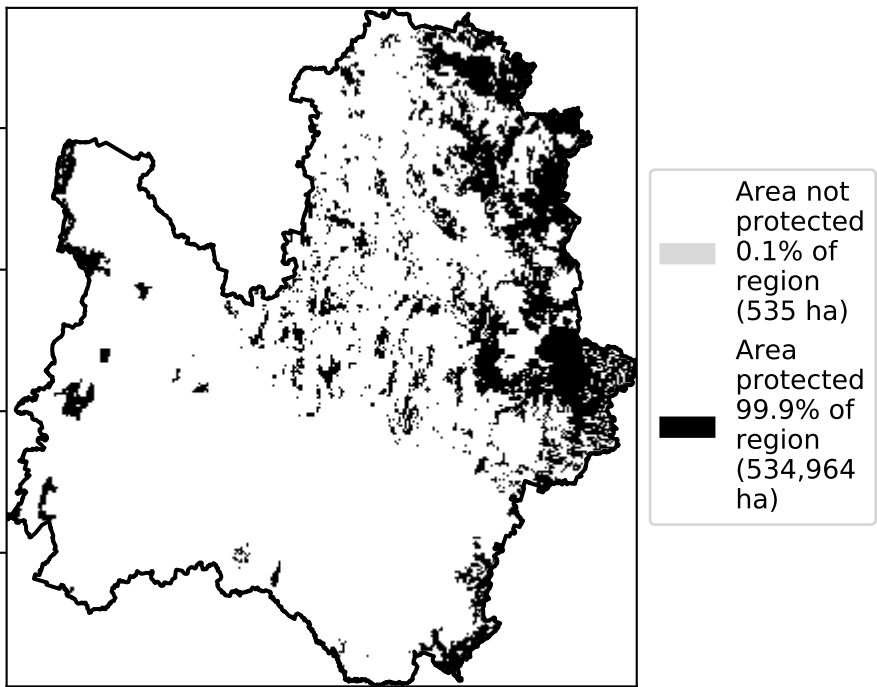 Area not
protected
0.1% of
region
(535 ha)
Area
protected
99.9% of
region
(534,964
ha)